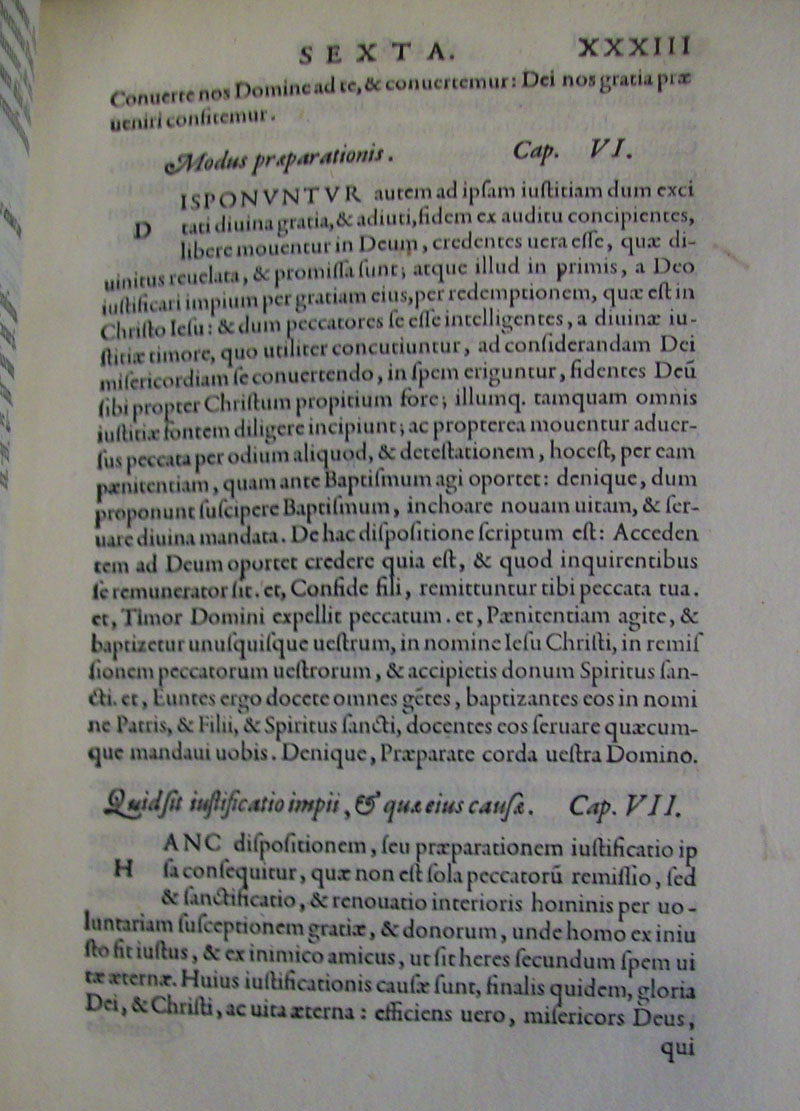 SEXTA. XXXIII
Conuerte nos Domine ad te, & conuertemur: Dei nos gratia præ
ueniri confitemur.
Modus præparationis. Cap. VI.
DISPONVNTVR autem ad ipſam iuſtitiam dum exci
tati diuina gratia, & adiuti, fidem ex auditu concipientes,
libere mouentur in Deum, credentes uera eſſe, quæ di-
uinitus reuelata, & promiſſa ſunt; atque illud in primis, a Deo
iuſtificari impium per gratiam eius, per redemptionem, quæ eſt in
Chriſto Ieſu: & dum peccatores ſe eſſe intelligentes, a diuinæ iu-
ſtitiæ timore, quo utiliter concutiuntur, ad conſiderandam Dei
miſericordiam ſe conuertendo, in ſpem eriguntur, fidentes Deū
ſibi propter Chriſtum propitium fore; illumq. tamquam omnis
iuſtitiæ fontem diligere incipiunt; ac propterea mouentur aduer-
ſus peccata per odium aliquod, & deteſtationem, hoceſt, per eam
pænitentiam, quam ante Baptiſmum agi oportet: denique, dum
proponunt ſuſcipere Baptiſmum, inchoare nouam uitam, & ſer-
uare diuina mandata. De hac diſpoſitione ſcriptum eſt: Acceden
tem ad Deum oportet credere quia eſt, & quod inquirentibus
ſe remunerator ſit. et, Confide fili, remittuntur tibi peccata tua.
et, Timor Domini expellit peccatum. et, Pænitentiam agite, &
baptizetur unuſquiſque ueſtrum, in nomine Ieſu Chriſti, in remiſ
ſionem peccatorum ueſtrorum, & accipietis donum Spiritus ſan-
cti. et, Euntes ergo docete omnes gētes, baptizantes eos in nomi
ne Patris, & Filii, & Spiritus ſancti, docentes eos ſeruare quæcum-
que mandaui uobis. Denique, Præparate corda ueſtra Domino.
Quid ſit iuſtificatio impii, & quæ eius cauſæ. Cap. VII.
HANC diſpoſitionem, ſeu præparationem iuſtificatio ip
ſa conſequitur, quæ non eſt ſola peccatorū remiſſio, ſed
& ſanctificatio, & renouatio interioris hominis per uo-
luntariam ſuſceptionem gratiæ, & donorum, unde homo ex iniu
ſto fit iuſtus, & ex inimico amicus, ut ſit heres ſecundum ſpem ui
tæ æternæ. Huius iuſtificationis cauſæ ſunt, finalis quidem, gloria
Dei, & Chriſti, ac uita æterna: efficiens uero, miſericors Deus,
qui